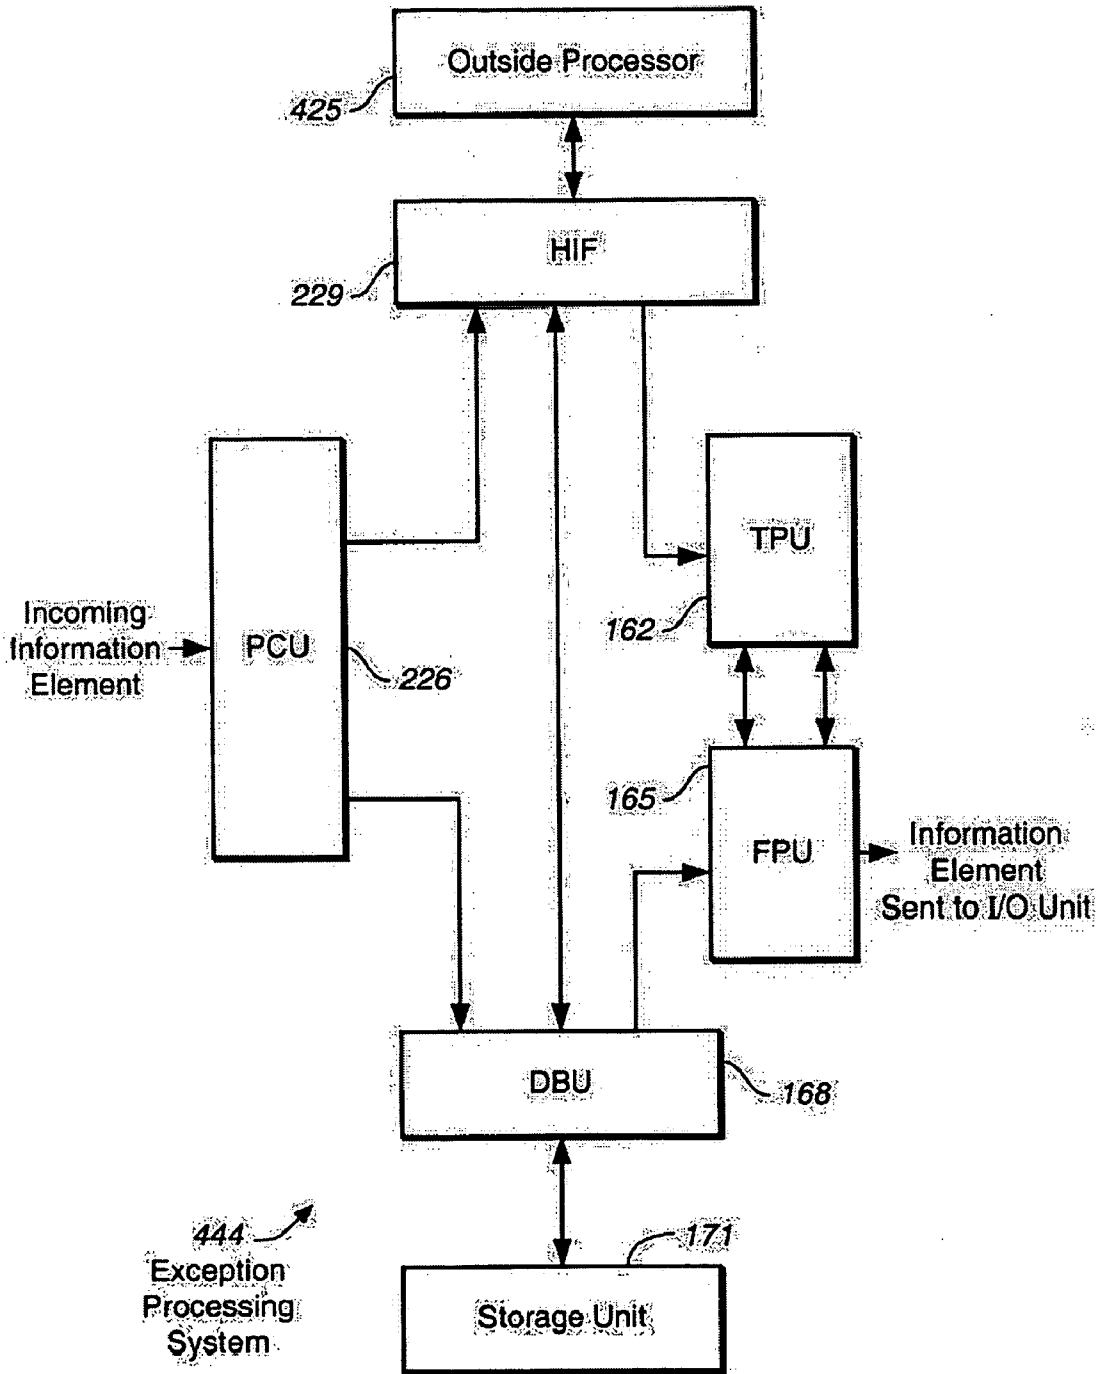 Outside Processor
425
HIF
229
TPU
162
Incoming
Information
Element
PCU
226
165
FPU
Information
Element
Sent to I/O Unit
DBU
168
444
Exception
Processing
System
171
Storage Unit